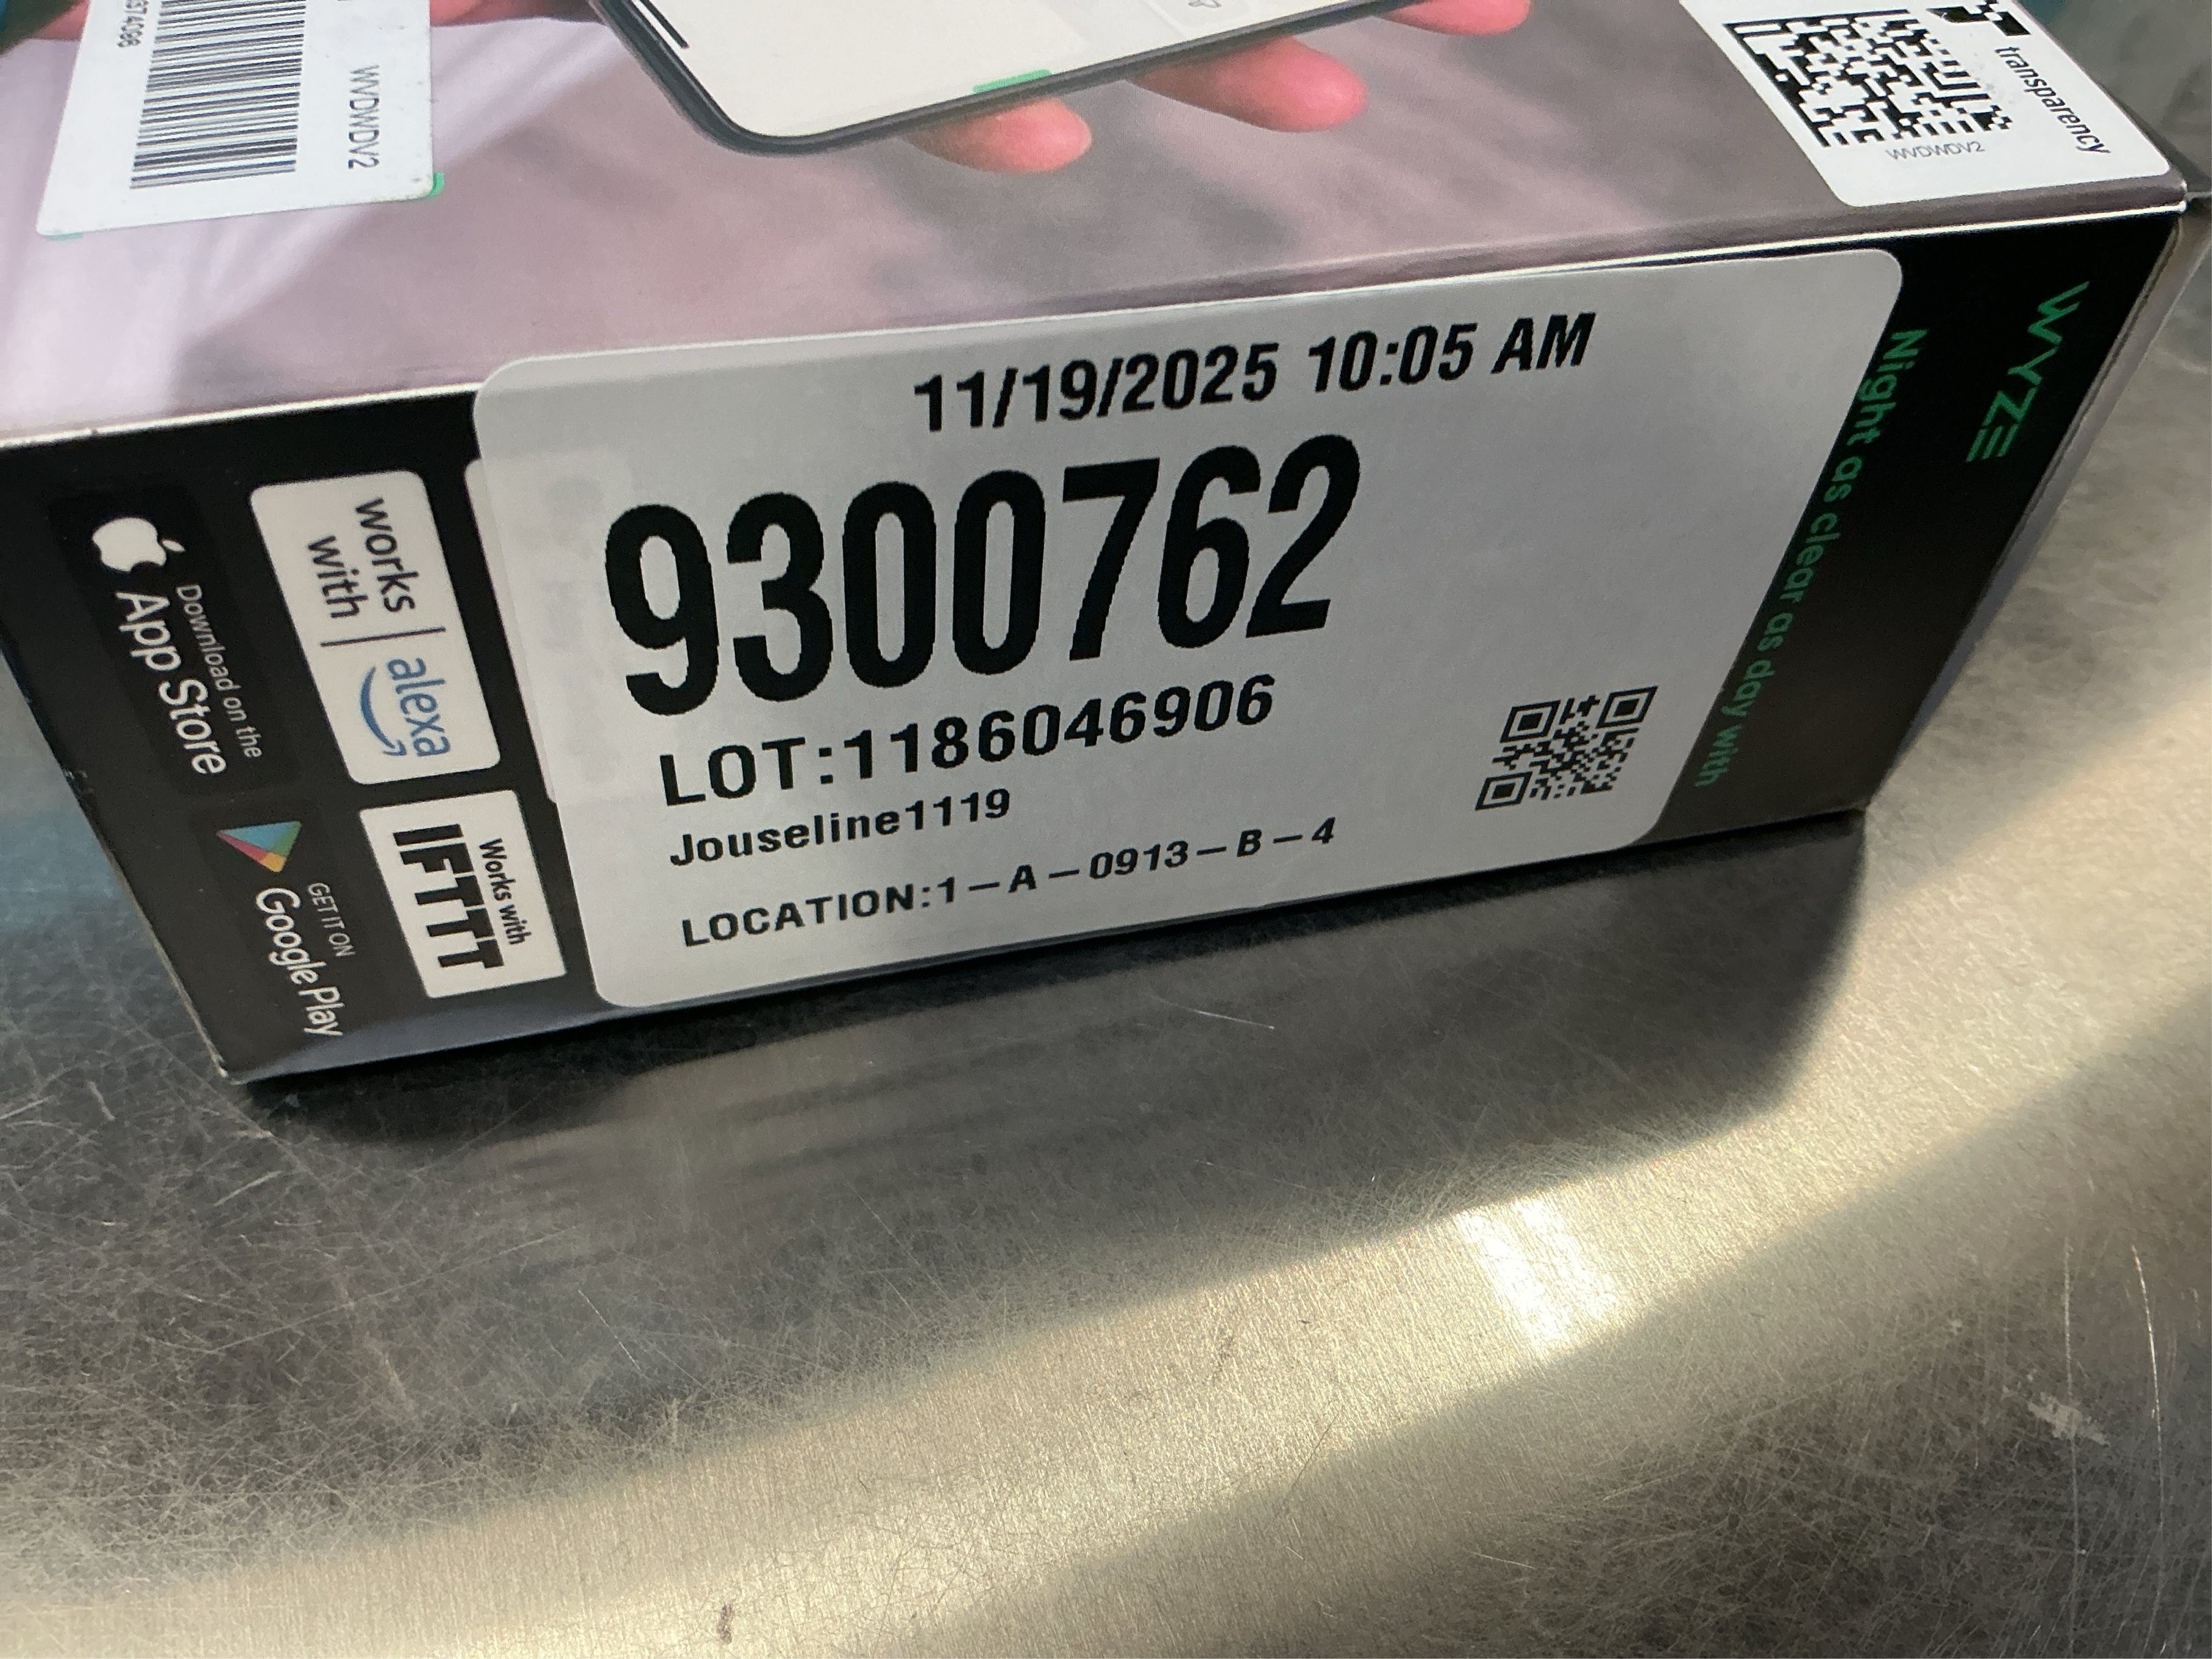 WVDWDV2
transparency
WVDWDV2
11/19/2025 10:05 AM
9300762
LOT:1186046906
Jouseline1119
LOCATION:1-A-0913-B-4
WYZE
Night as clear as day with
works with
alexa
Works with
IFTTT
Download on the
App Store
GET IT ON
Google Play